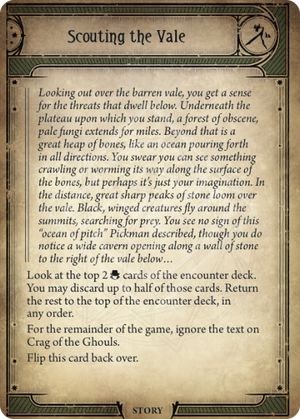 Scouting the Vale
Looking out over the barren vale, you get a sense
for the threats that dwell below. Underneath the
plateau upon which you stand, a forest of obscene,
pale fungi extends for miles. Beyond that is a
great heap of bones, like an ocean pouring forth
in all directions. You swear you can see something
crawling or worming its way along the surface of
the bones, but perhaps it's just your imagination. In
the distance, great sharp peaks of stone loom over
the vale. Black, winged creatures fly around the
summits, searching for prey. You see no sign of this
“ocean of pitch” Pickman described, though you do
notice a wide cavern opening along a wall of stone
to the right of the vale below…
Look at the top 2 cards of the encounter deck.
You may discard up to half of those cards. Return
the rest to the top of the encounter deck, in
any order.
For the remainder of the game, ignore the text on
Crag of the Ghouls.
Flip this card back over.
STORY